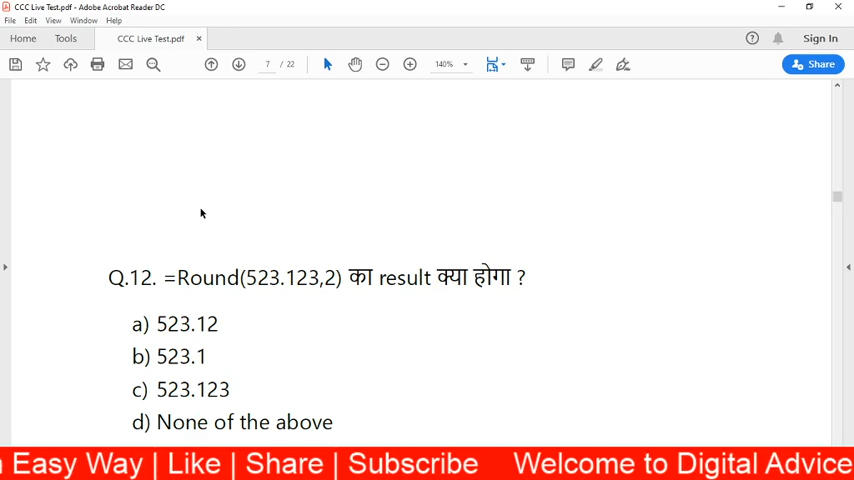 CCC Live Test.pdf - Adobe Acrobat Reader DC
File Edit View Window Help
Home Tools CCC Live Test.pdf × Sign In
7 / 22 140% Share
Q.12. =Round(523.123,2) का result क्या होगा ?
a) 523.12
b) 523.1
c) 523.123
d) None of the above
Easy Way | Like | Share | Subscribe Welcome to Digital Advice